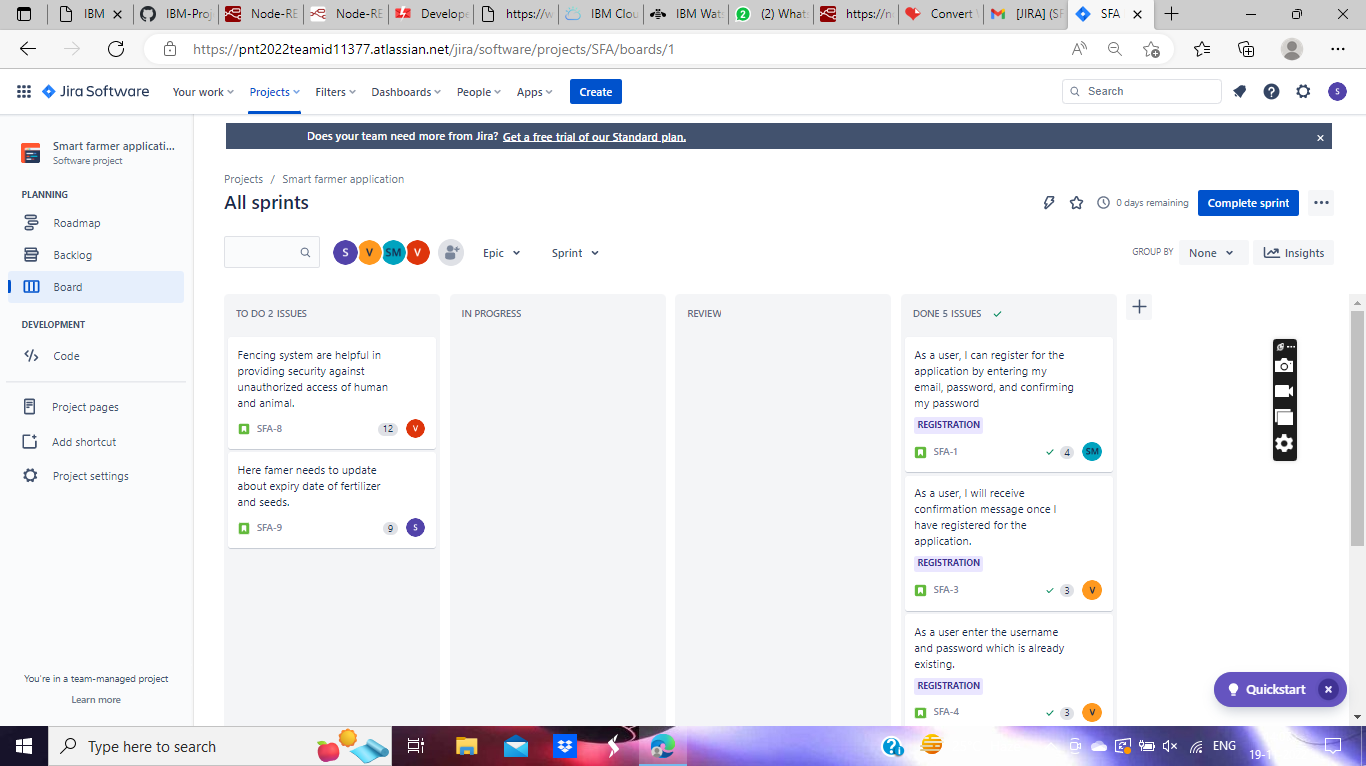 IBM
IBM-Proj
Node-RE
Node-RE
Develope
https://w
IBM Clou
IBM Wat
(2) Whats
https://n
Convert
[JIRA] (SF
SFA
https://pnt2022teamid11377.atlassian.net/jira/software/projects/SFA/boards/1
Jira Software
Your work
Projects
Filters
Dashboards
People
Apps
Create
Search
S
Does your team need more from Jira? Get a free trial of our Standard plan.
Smart farmer applicati...
Software project
PLANNING
Roadmap
Backlog
Board
DEVELOPMENT
Code
Project pages
Add shortcut
Project settings
You're in a team-managed project
Learn more
Projects / Smart farmer application
All sprints
0 days remaining
Complete sprint
S V SM V
Epic
Sprint
GROUP BY
None
Insights
TO DO 2 ISSUES
Fencing system are helpful in
providing security against
unauthorized access of human
and animal.
SFA-8
12
V
Here famer needs to update
about expiry date of fertilizer
and seeds.
SFA-9
9
S
IN PROGRESS
REVIEW
DONE 5 ISSUES
As a user, I can register for the
application by entering my
email, password, and confirming
my password
REGISTRATION
SFA-1
4
SM
As a user, I will receive
confirmation message once I
have registered for the
application.
REGISTRATION
SFA-3
3
V
As a user enter the username
and password which is already
existing.
REGISTRATION
SFA-4
3
V
Quickstart
Type here to search
ENG